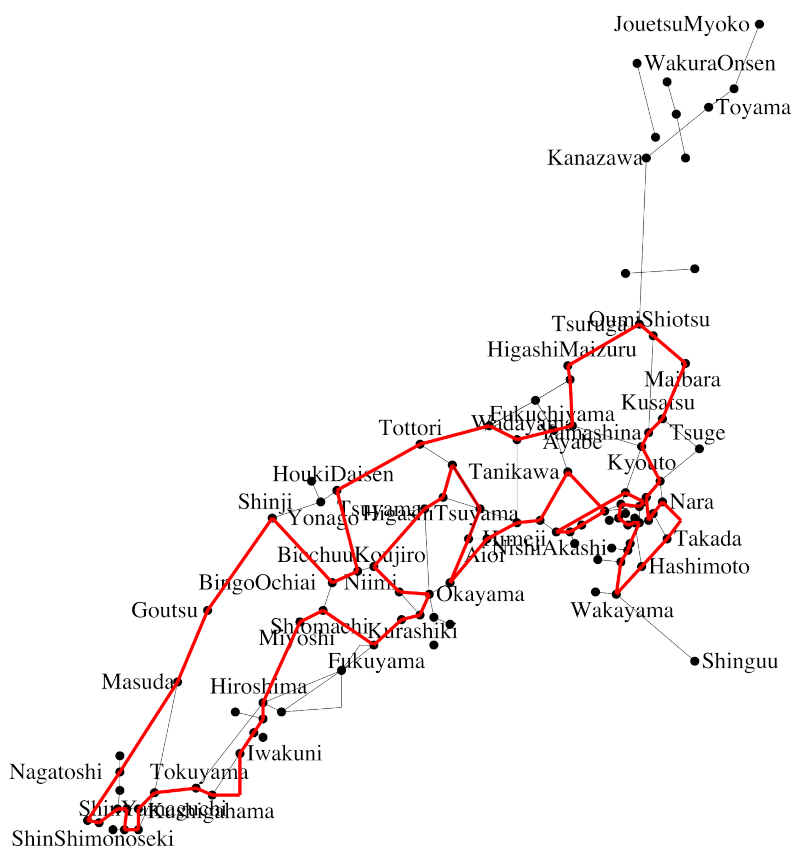 JouetsuMyoko
WakuraOnsen
Toyama
Kanazawa
OumiShiotsu
Tsuruga
HigashiMaizuru
Maibara
Kusatsu
Fukuchiyama
Wadayama
Tottori
Yamashina
Tsuge
Ayabe
Kyouto
Tanikawa
HoukiDaisen
Shinji
Nara
Tsuyama
HigashiTsuyama
Yonago
Himeji
Takada
NishiAkashi
Aioi
BicchuuKoujiro
Hashimoto
BingoOchiai
Niimi
Okayama
Goutsu
Wakayama
Shiomachi
Kurashiki
Miyoshi
Fukuyama
Shinguu
Masuda
Hiroshima
Iwakuni
Nagatoshi
Tokuyama
ShinYamaguchi
Kushigahama
ShinShimonoseki